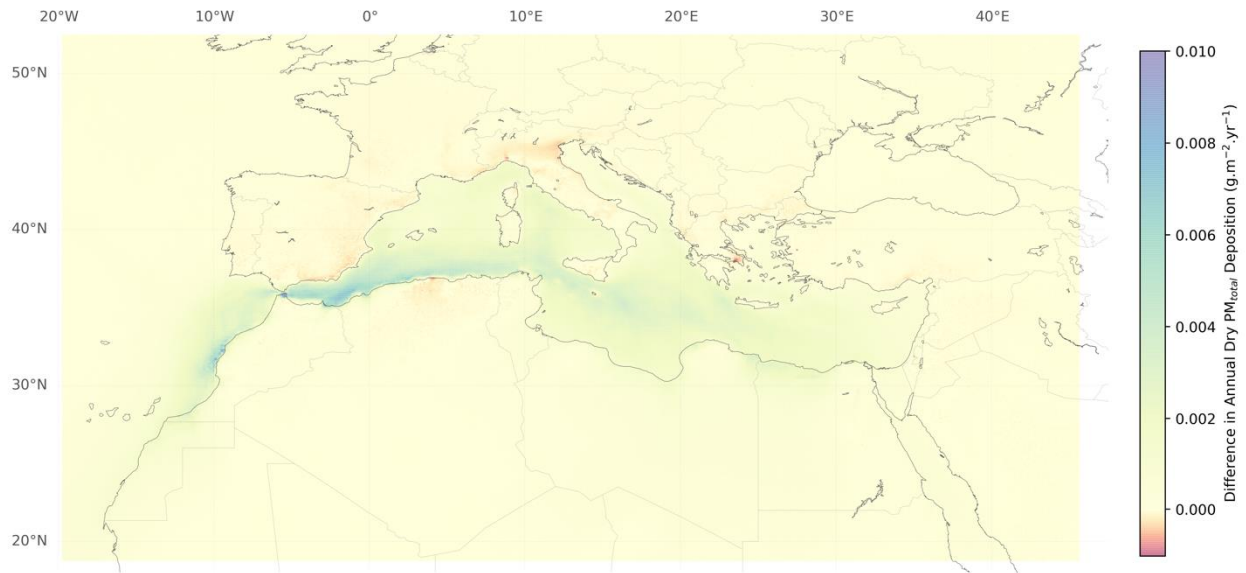 20°W 10°W 0° 10°E 20°E 30°E 40°E
50°N
40°N
30°N
20°N
0.010
0.008
0.006
0.004
0.002
0.000
Difference in Annual Dry PM_total Deposition (g.m⁻².yr⁻¹)